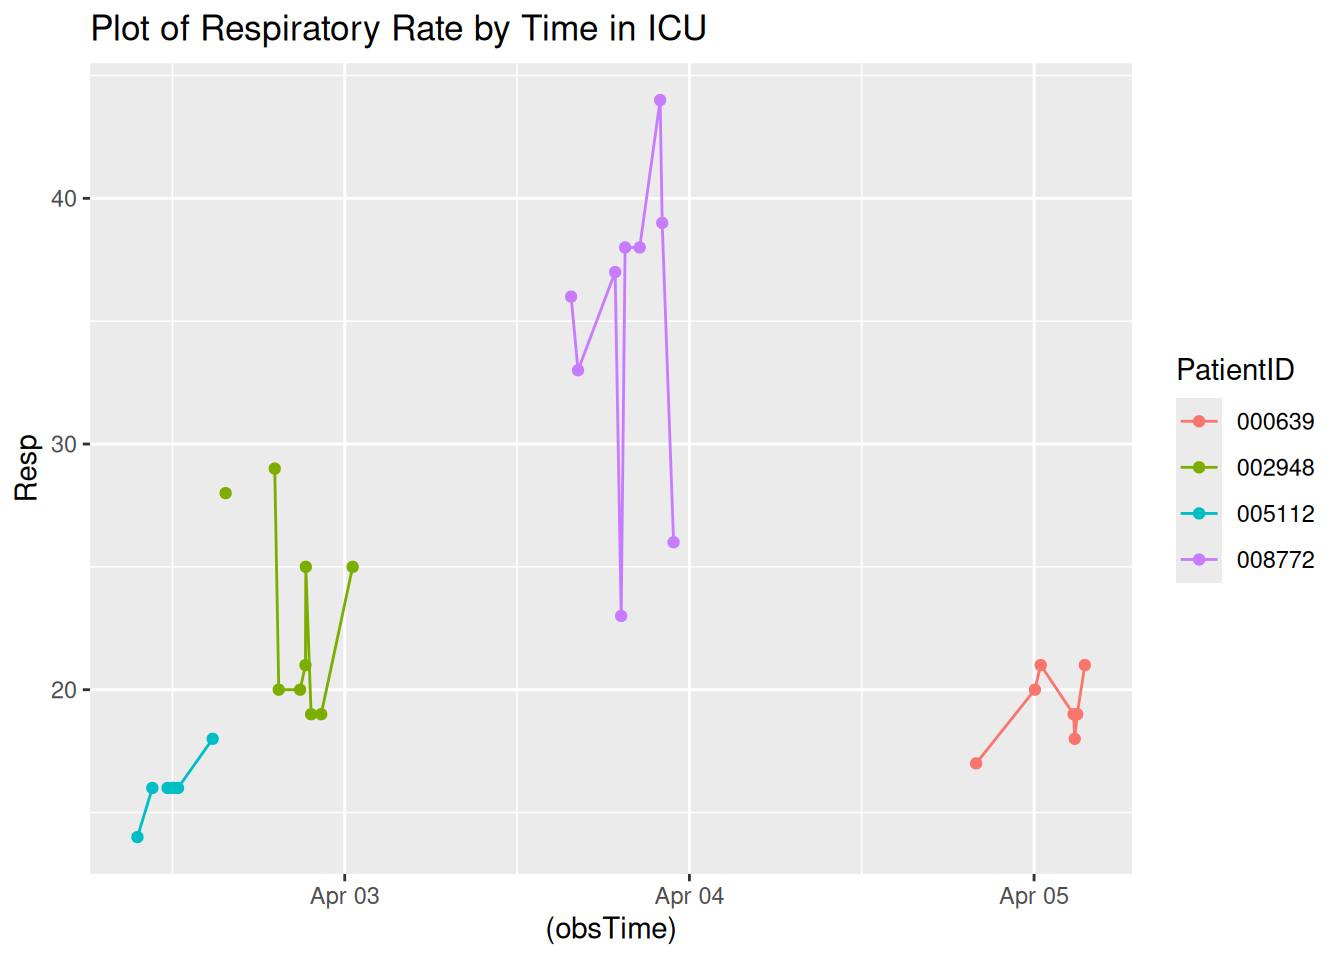 Plot of Respiratory Rate by Time in ICU
Resp
40
30
20
Apr 03
Apr 04
Apr 05
(obsTime)
PatientID
000639
002948
005112
008772